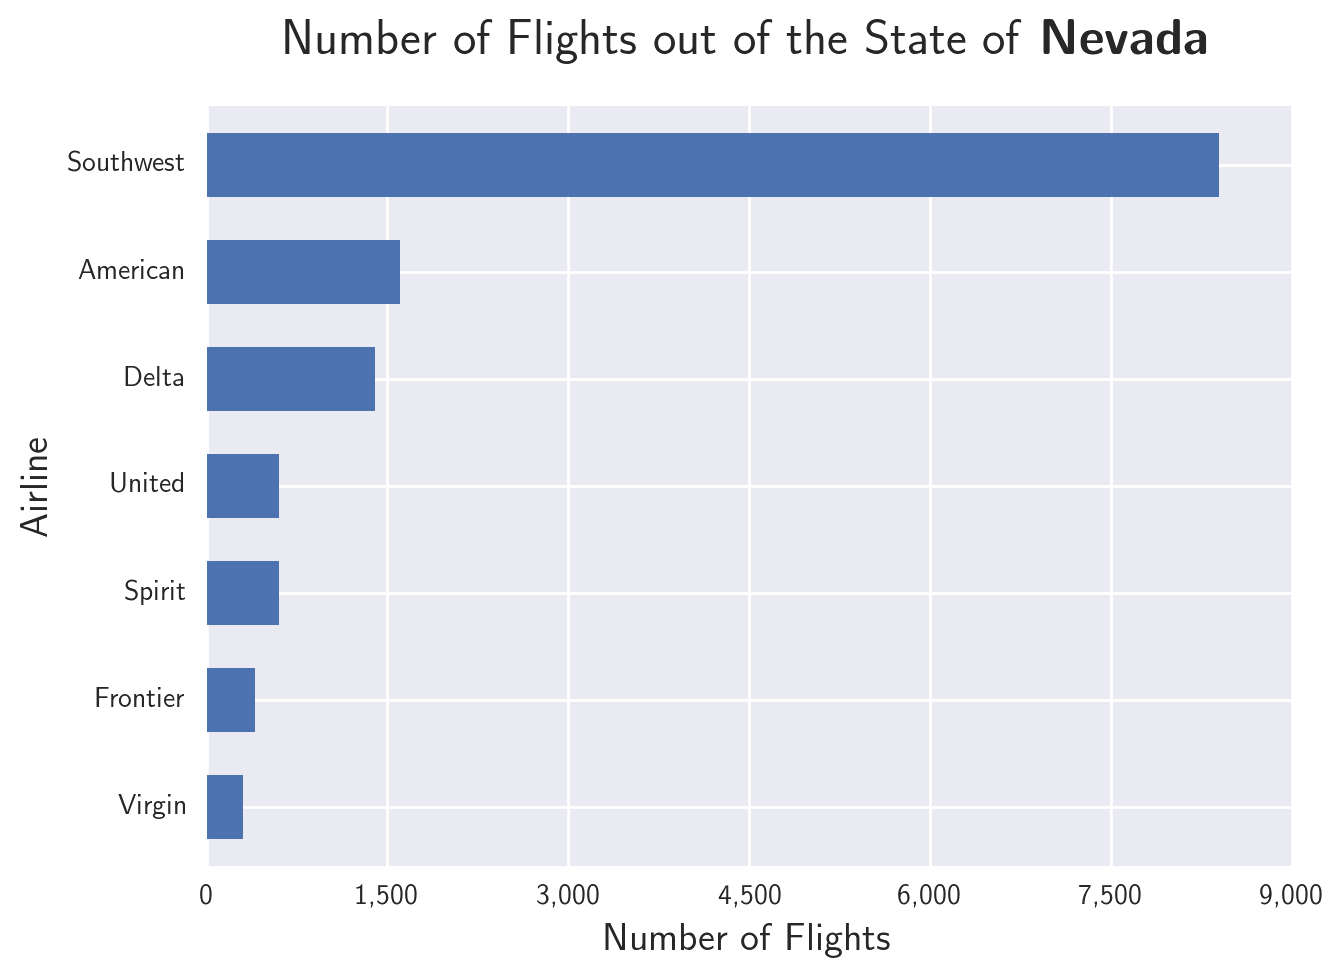 Number of Flights out of the State of Nevada
Southwest
American
Delta
United
Spirit
Frontier
Virgin
Airline
0 1,500 3,000 4,500 6,000 7,500 9,000
Number of Flights